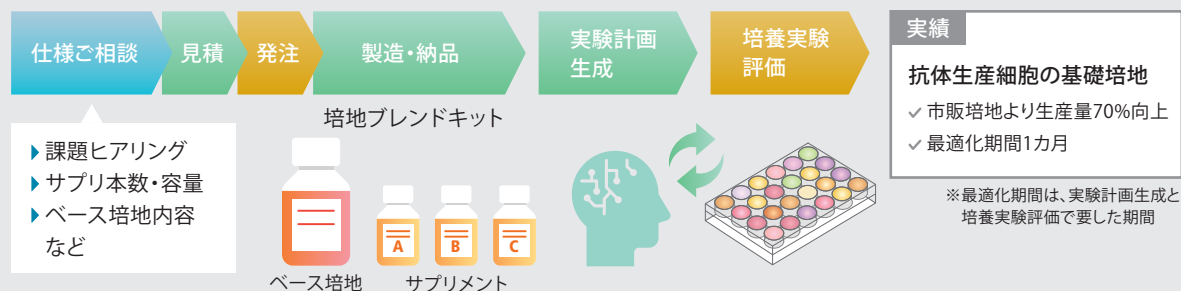 仕様ご相談
見積
発注
製造・納品
実験計画
生成
培養実験
評価
実績
抗体生産細胞の基礎培地
✓ 市販培地より生産量70%向上
✓ 最適化期間1カ月
※最適化期間は、実験計画生成と
培養実験評価で要した期間
課題ヒアリング
サプリ本数・容量
ベース培地内容
など
培地ブレンドキット
A
B
C
ベース培地
サプリメント